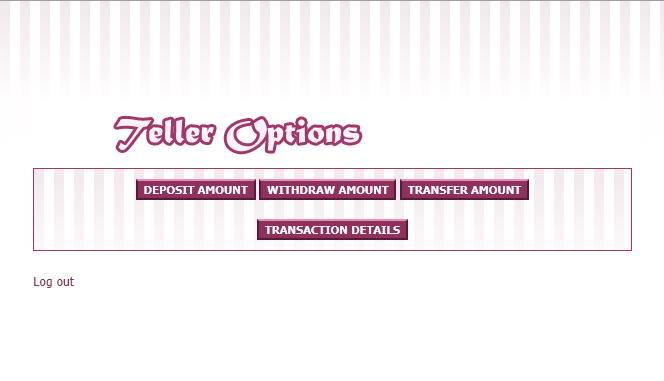 Teller Options
DEPOSIT AMOUNT WITHDRAW AMOUNT TRANSFER AMOUNT
TRANSACTION DETAILS
Log out